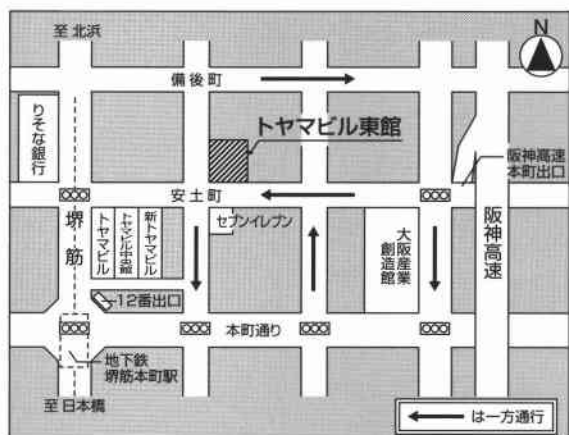 至 北浜
N
備後町
りそな銀行
トヤマビル東館
阪神高速
本町出口
安土町
堺筋
トヤマビル
トヤマビル中央館
新トヤマビル
セブンイレブン
大阪産業
創造館
阪神高速
12番出口
本町通り
地下鉄
堺筋本町駅
至 日本橋
は一方通行